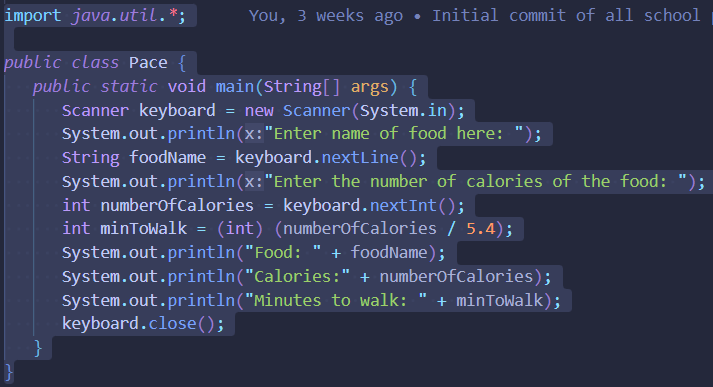 import java.util.*;    You, 3 weeks ago • Initial commit of all school

public class Pace {
   public static void main(String[] args) {
      Scanner keyboard = new Scanner(System.in);
      System.out.println(x:"Enter name of food here: ");
      String foodName = keyboard.nextLine();
      System.out.println(x:"Enter the number of calories of the food: ");
      int numberOfCalories = keyboard.nextInt();
      int minToWalk = (int) (numberOfCalories / 5.4);
      System.out.println("Food: " + foodName);
      System.out.println("Calories:" + numberOfCalories);
      System.out.println("Minutes to walk: " + minToWalk);
      keyboard.close();
   }
}